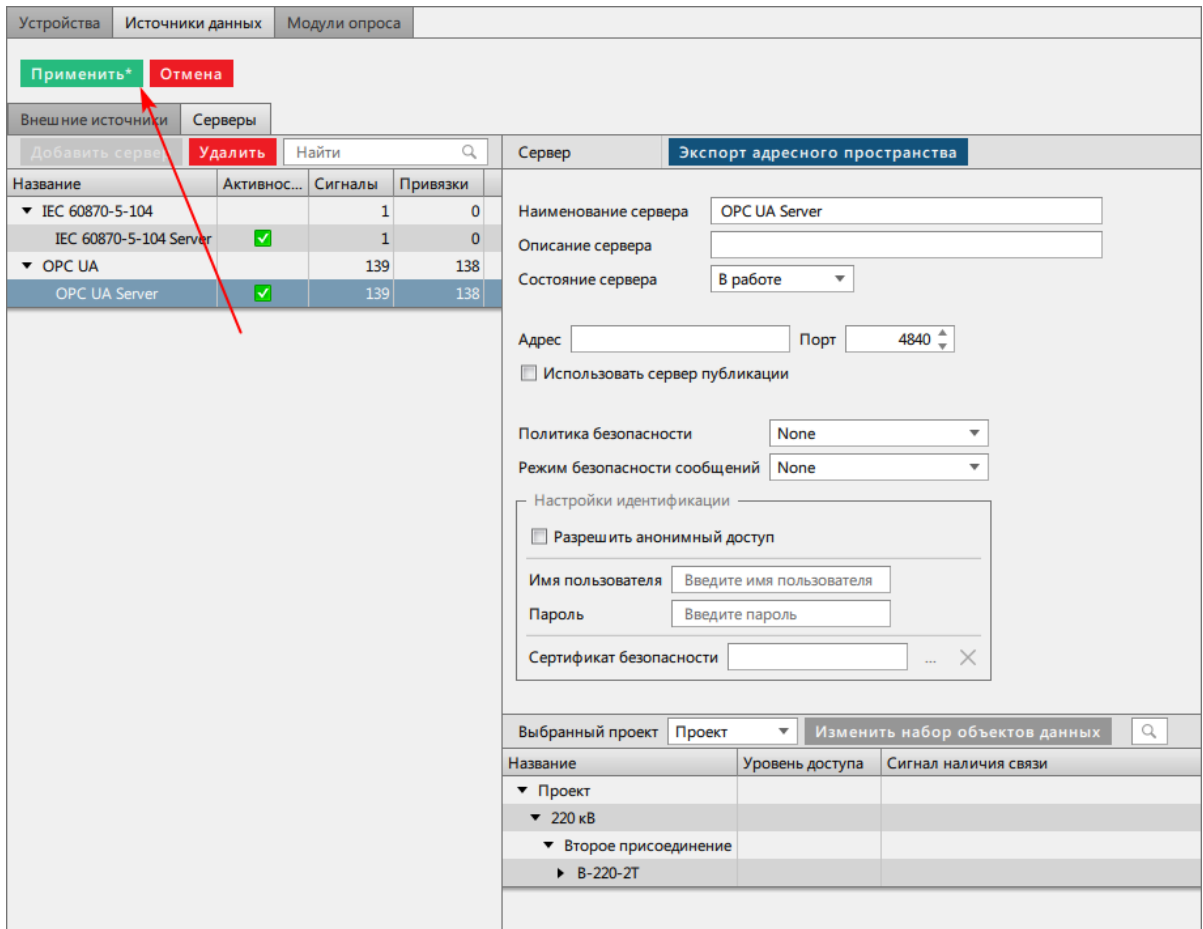 Устройства Источники данных Модули опроса
Применить* Отмена
Внешние источники Серверы
Добавить сервер Удалить Найти
Название Активнос... Сигналы Привязки
IEC 60870-5-104 1 0
IEC 60870-5-104 Server 1 0
OPC UA 139 138
OPC UA Server 139 138
Сервер Экспорт адресного пространства
Наименование сервера OPC UA Server
Описание сервера
Состояние сервера В работе
Адрес Порт 4840
Использовать сервер публикации
Политика безопасности None
Режим безопасности сообщений None
Настройки идентификации
Разрешить анонимный доступ
Имя пользователя Введите имя пользователя
Пароль Введите пароль
Сертификат безопасности ...
Выбранный проект Проект Изменить набор объектов данных
Название Уровень доступа Сигнал наличия связи
Проект
220 кВ
Второе присоединение
В-220-2Т